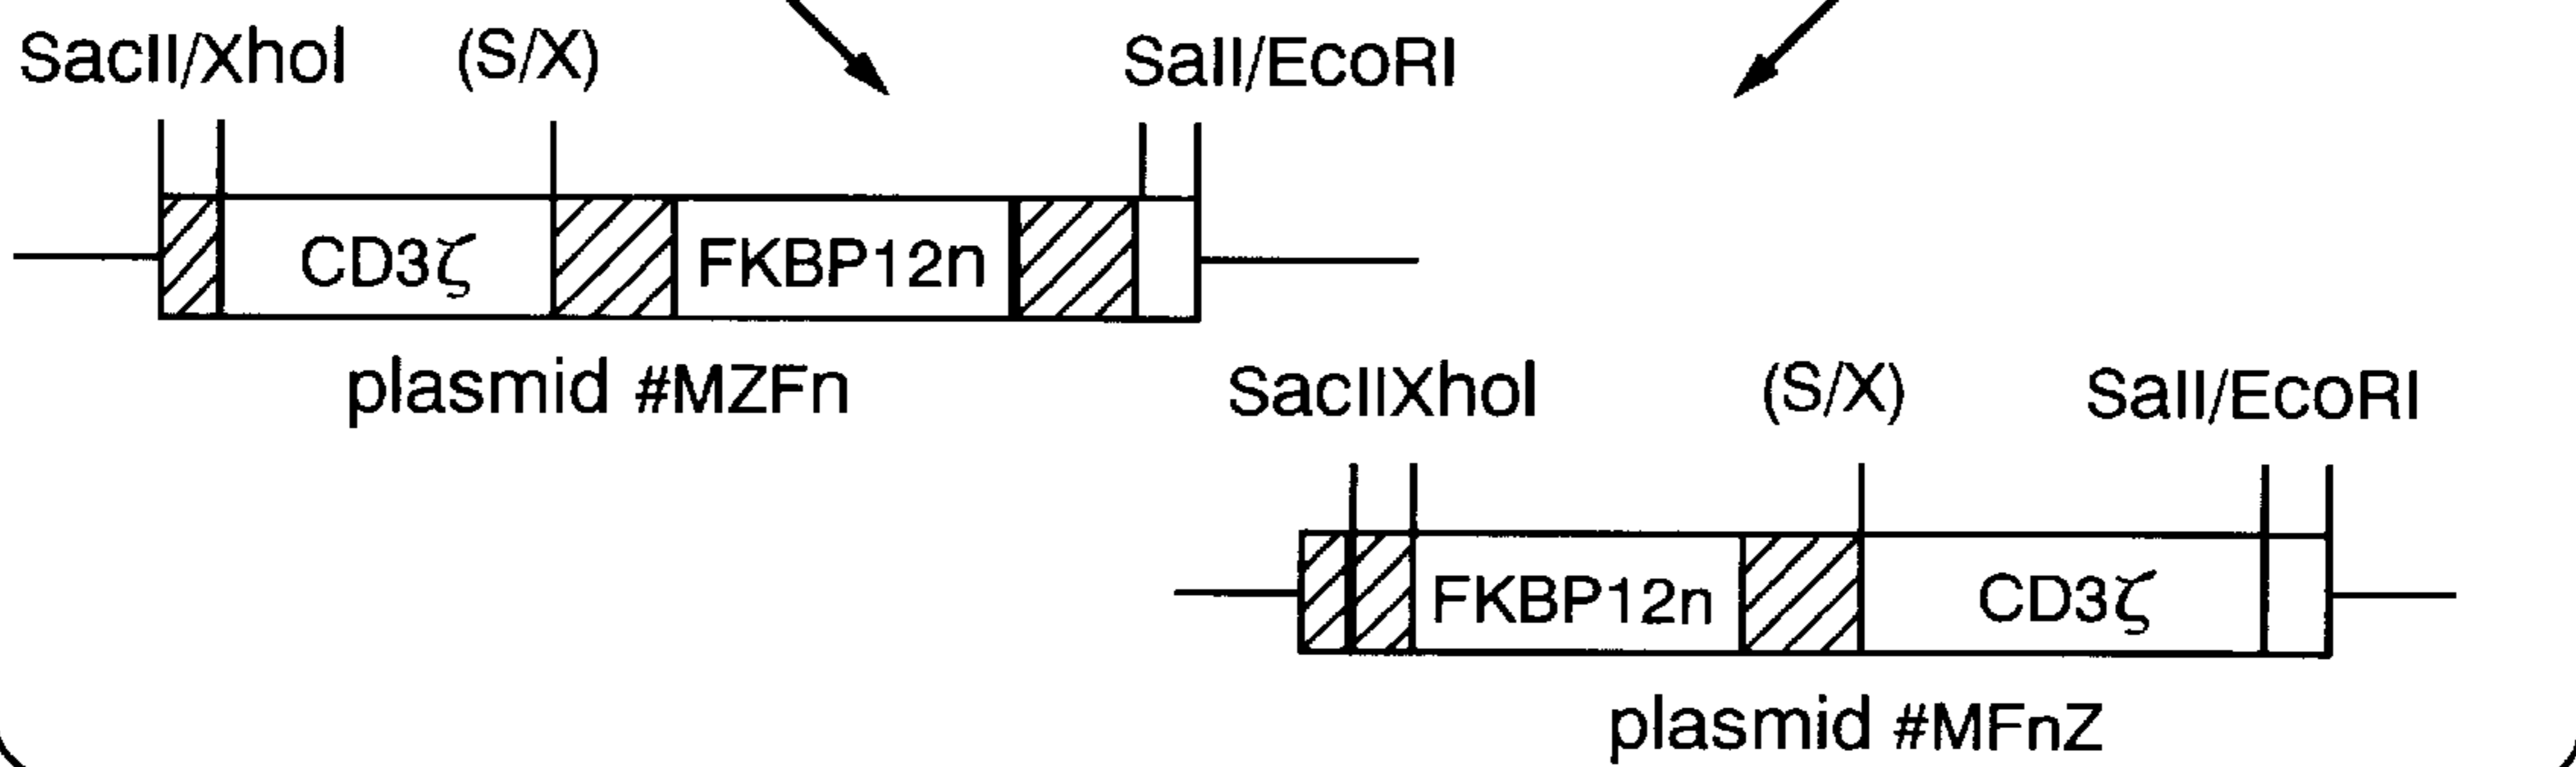 SacII/XhoI (S/X) SalI/EcoRI
CD3ζ FKBP12n
plasmid #MZFn
SacIIXhoI (S/X) SalI/EcoRI
FKBP12n CD3ζ
plasmid #MFnZ